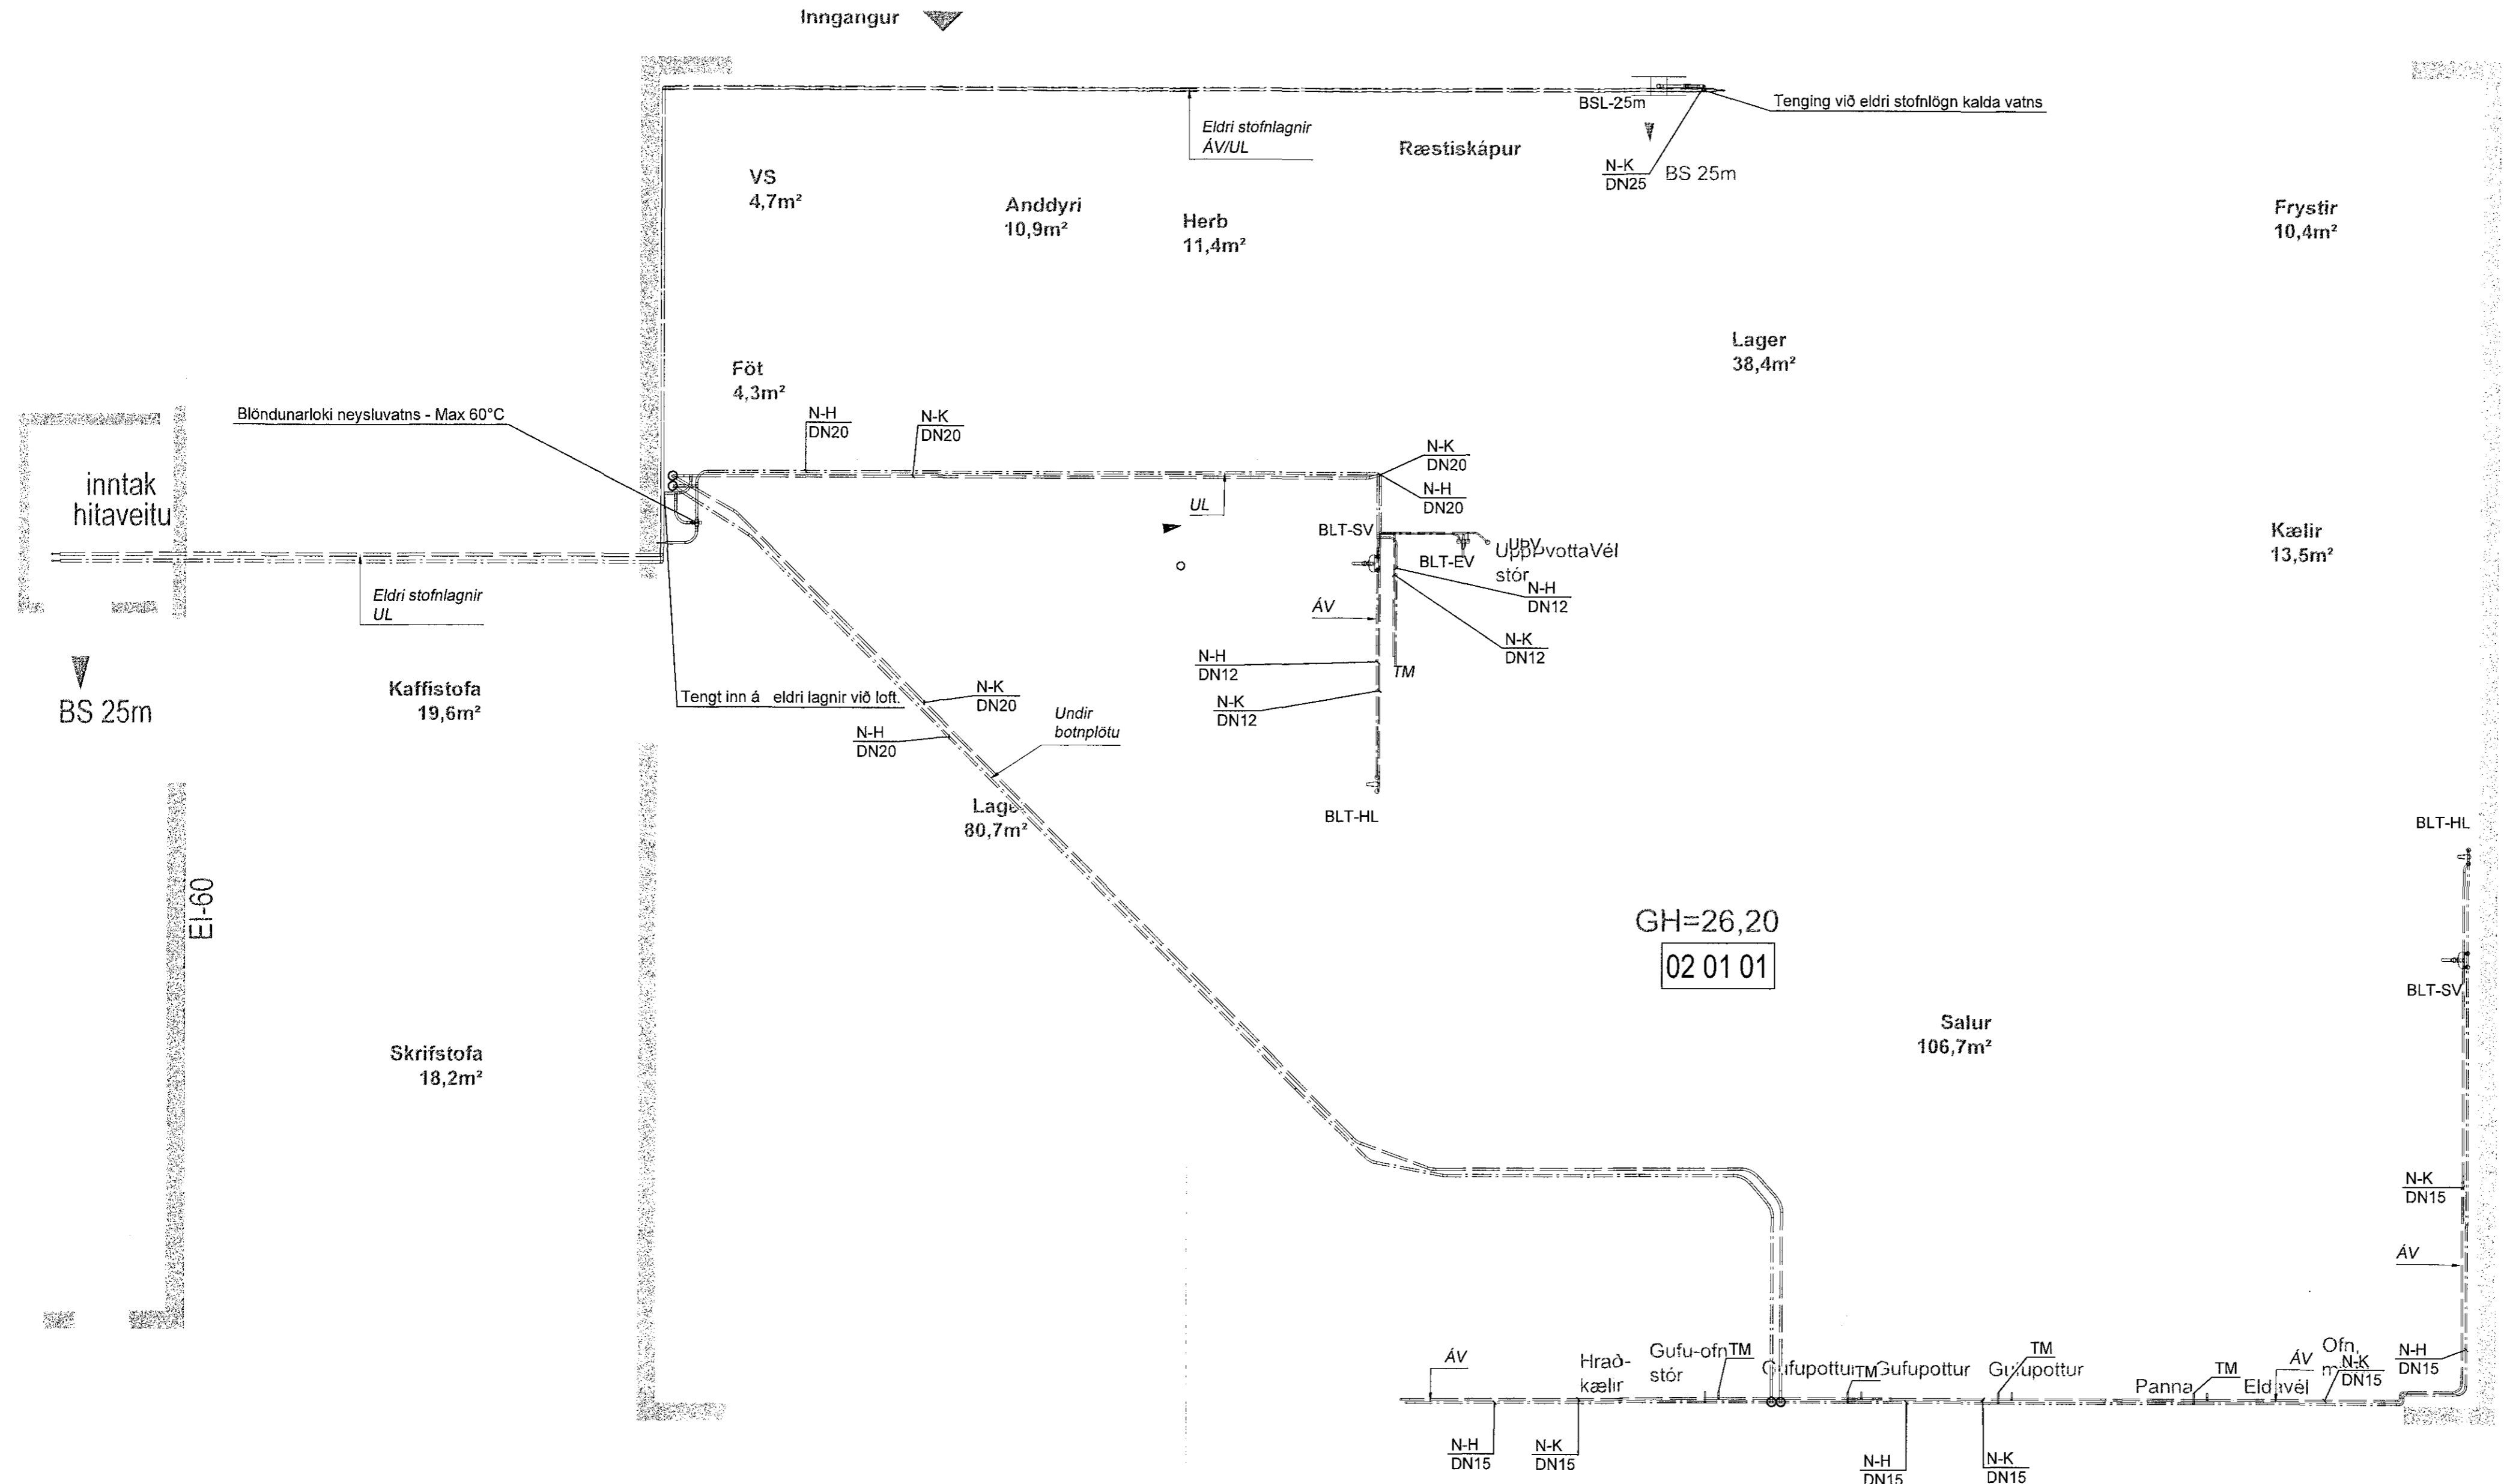 Inngangur
BSL-25m
Tenging við eldri stofnlögn kalda vatns
Eldri stofnlagnir
ÁV/UL
Ræstiskápur
N-K
DN25
BS 25m
VS
4,7m²
Anddyri
10,9m²
Herb
11,4m²
Frystir
10,4m²
Lager
38,4m²
Föt
4,3m²
Blöndunarloki neysluvatns - Max 60°C
N-H
DN20
N-K
DN20
N-K
DN20
N-H
DN20
inntak
hitaveitu
UL
BLT-SV
UþV
UppÞvottaVél
stór
BLT-EV
Kælir
13,5m²
Eldri stofnlagnir
UL
N-H
DN12
ÁV
N-K
DN12
N-H
DN12
TM
N-K
DN12
BS 25m
Kaffistofa
19,6m²
Tengt inn á eldri lagnir við loft.
N-K
DN20
N-H
DN20
Undir
botnplötu
80,7m²
BLT-HL
BLT-HL
EI-60
GH=26,20
02 01 01
BLT-SV
Salur
106,7m²
Skrifstofa
18,2m²
N-K
DN15
ÁV
ÁV
Hrað-
kælir
Gufu-ofn
stór
TM
Gufupottur
TM
Gufupottur
TM
Gufupottur
Panna
TM
Eldavél
ÁV
Ofn,
N-K
DN15
N-H
DN15
N-H
DN15
N-K
DN15
N-H
DN15
N-K
DN15